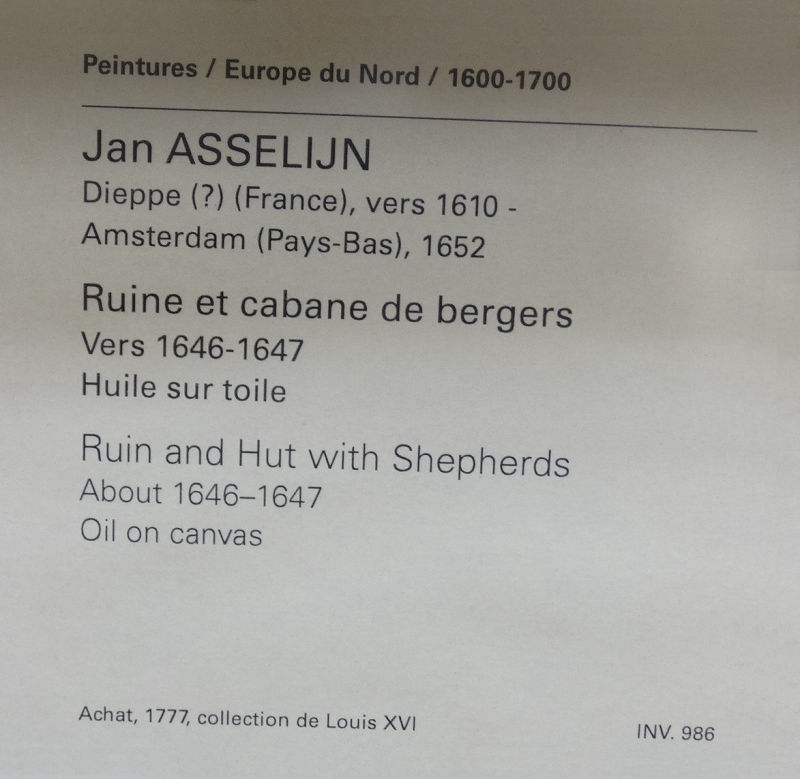 Peintures / Europe du Nord / 1600-1700
Jan ASSELIJN
Dieppe (?) (France), vers 1610 -
Amsterdam (Pays-Bas), 1652
Ruine et cabane de bergers
Vers 1646-1647
Huile sur toile
Ruin and Hut with Shepherds
About 1646–1647
Oil on canvas
Achat, 1777, collection de Louis XVI
INV. 986